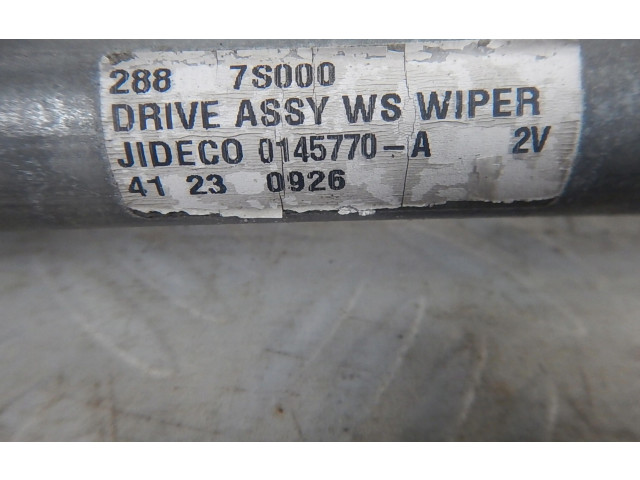 288 7S000
DRIVE ASSY WS WIPER
JIDECO 0145770-A 2V
41 23 0926